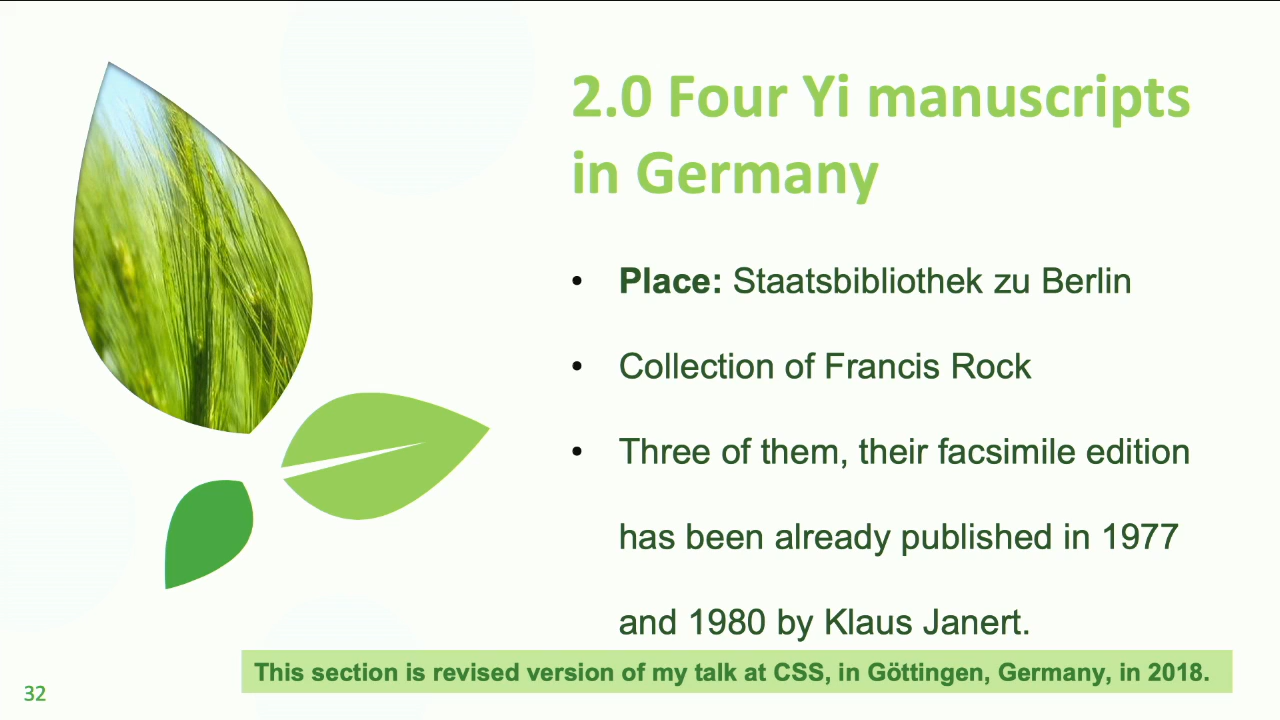 2.0 Four Yi manuscripts
in Germany
• Place: Staatsbibliothek zu Berlin
• Collection of Francis Rock
• Three of them, their facsimile edition
has been already published in 1977
and 1980 by Klaus Janert.
This section is revised version of my talk at CSS, in Göttingen, Germany, in 2018.
32